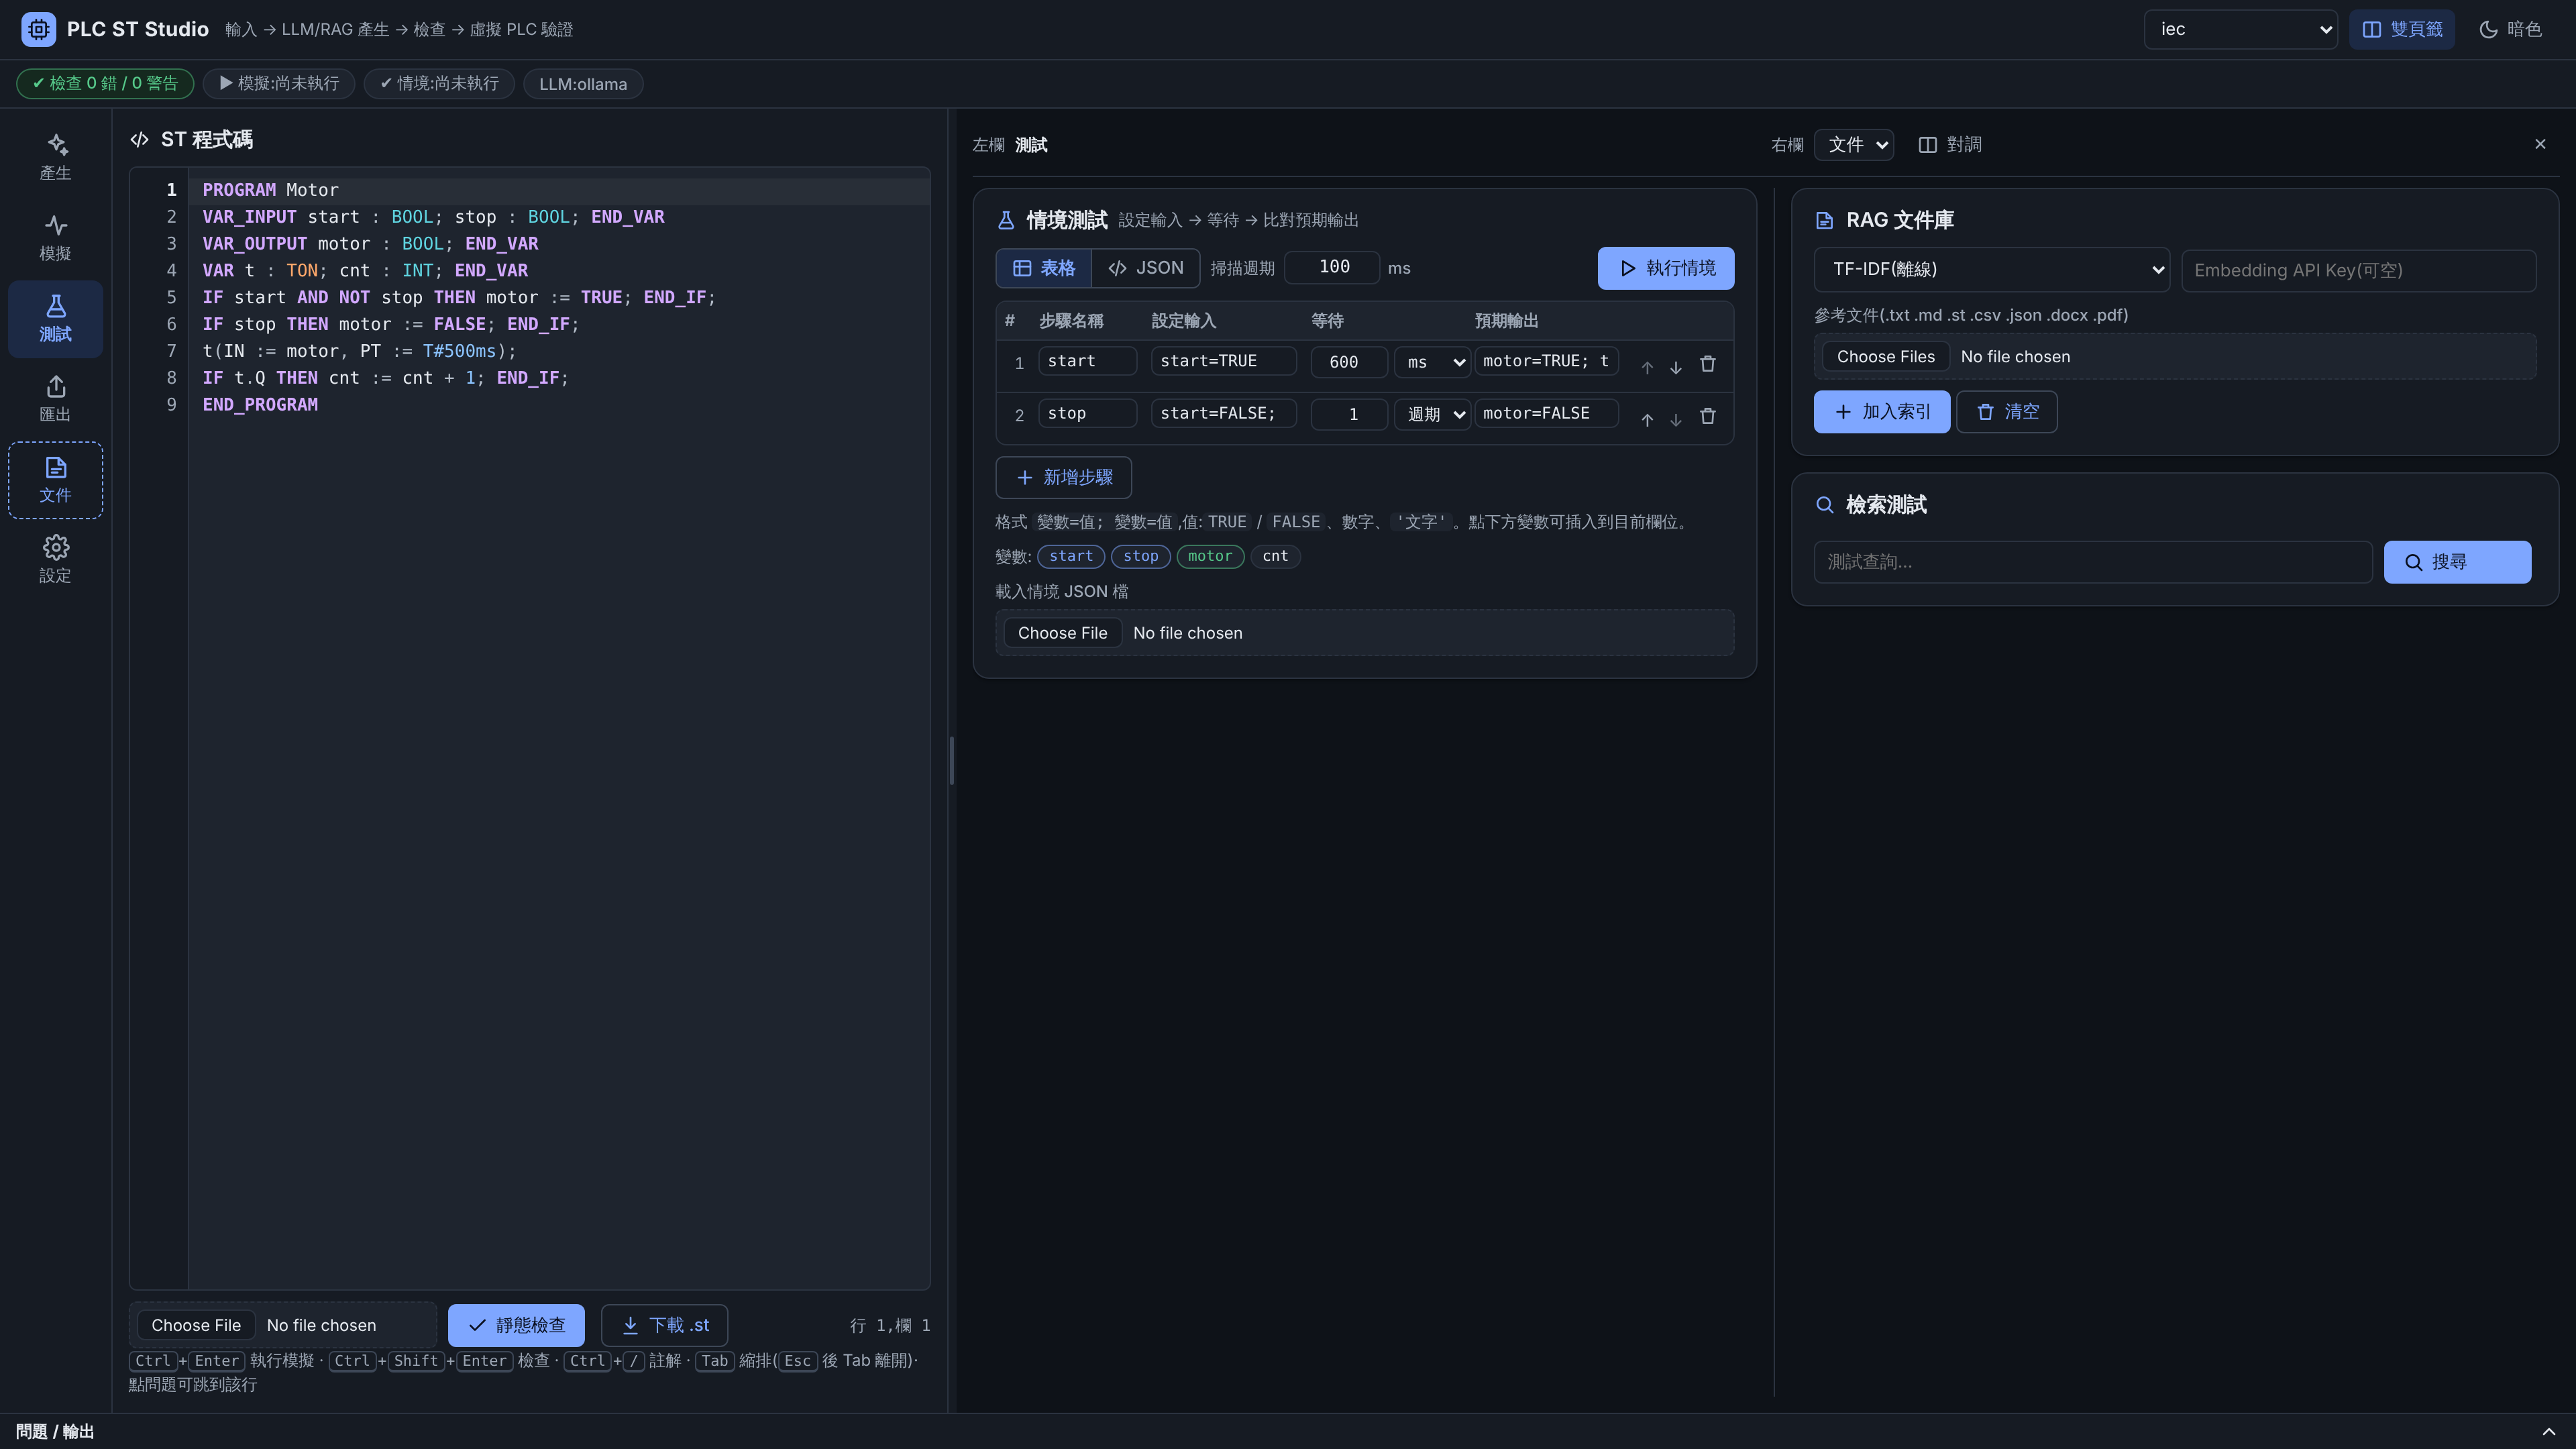 PLC ST Studio 輸入 → LLM/RAG 產生 → 檢查 → 虛擬 PLC 驗證
iec
雙頁籤
暗色
✔ 檢查 0 錯 / 0 警告
▶ 模擬:尚未執行
✔ 情境:尚未執行
LLM:ollama
產生
模擬
測試
匯出
文件
設定
ST 程式碼
1 PROGRAM Motor
2 VAR_INPUT start : BOOL; stop : BOOL; END_VAR
3 VAR_OUTPUT motor : BOOL; END_VAR
4 VAR t : TON; cnt : INT; END_VAR
5 IF start AND NOT stop THEN motor := TRUE; END_IF;
6 IF stop THEN motor := FALSE; END_IF;
7 t(IN := motor, PT := T#500ms);
8 IF t.Q THEN cnt := cnt + 1; END_IF;
9 END_PROGRAM
Choose File No file chosen
靜態檢查
下載 .st
行 1,欄 1
Ctrl+Enter 執行模擬 · Ctrl+Shift+Enter 檢查 · Ctrl+/ 註解 · Tab 縮排(Esc 後 Tab 離開)·
點問題可跳到該行
左欄 測試
右欄 文件 對調
×
情境測試 設定輸入 → 等待 → 比對預期輸出
表格 JSON 掃描週期 100 ms
執行情境
# 步驟名稱 設定輸入 等待 預期輸出
1 start start=TRUE 600 ms motor=TRUE; t ↑ ↓
2 stop start=FALSE; 1 週期 motor=FALSE ↑ ↓
+ 新增步驟
格式 變數=值; 變數=值 ,值: TRUE / FALSE 、數字、 '文字' 。點下方變數可插入到目前欄位。
變數: start stop motor cnt
載入情境 JSON 檔
Choose File No file chosen
RAG 文件庫
TF-IDF(離線)
Embedding API Key(可空)
參考文件(.txt .md .st .csv .json .docx .pdf)
Choose Files No file chosen
+ 加入索引
清空
檢索測試
測試查詢...
搜尋
問題 / 輸出